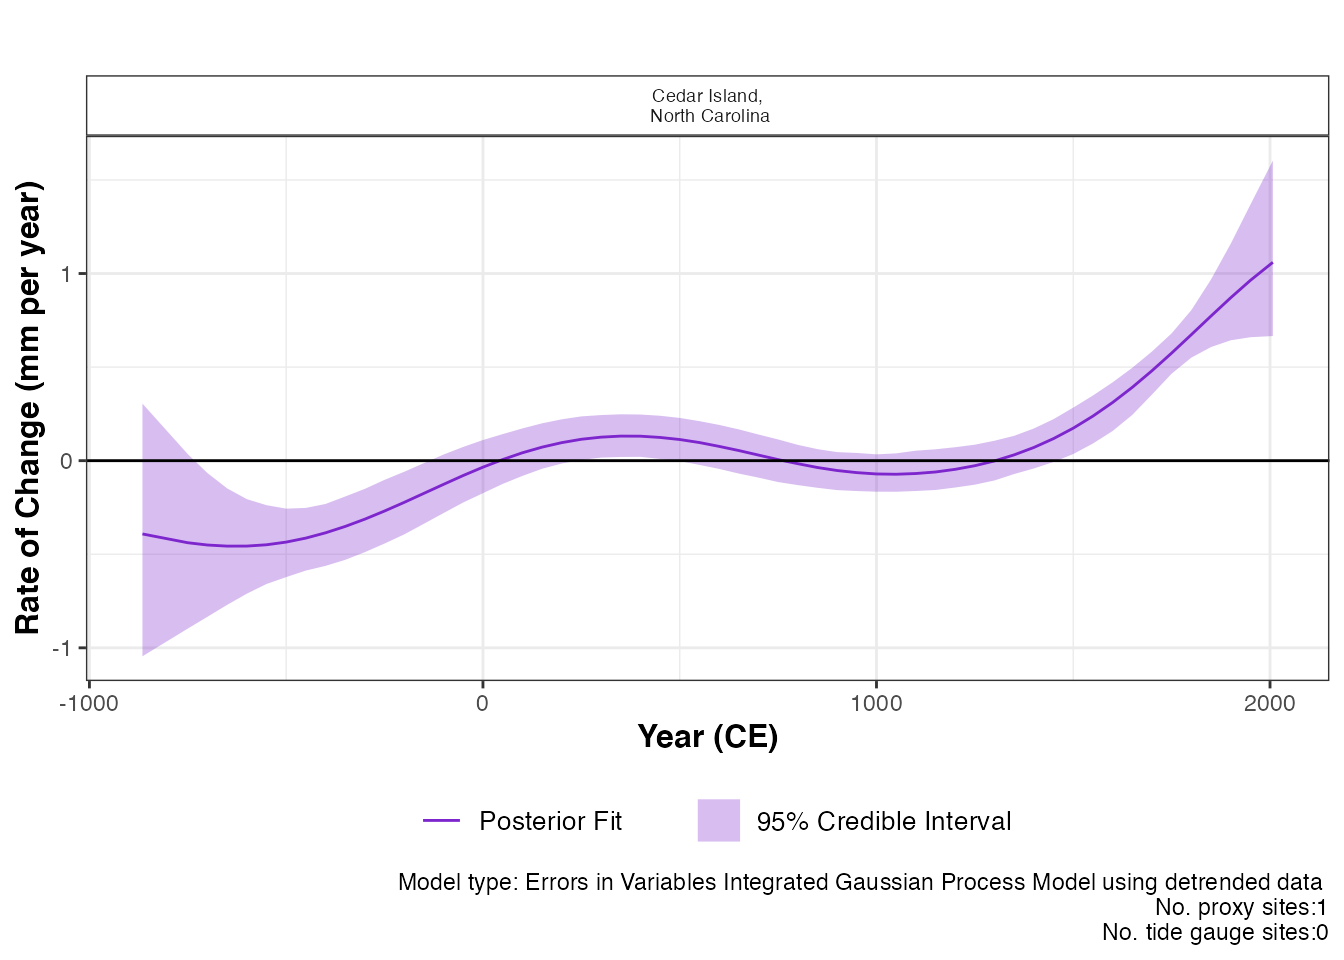 Cedar Island,
North Carolina
Rate of Change (mm per year)
1
0
-1
-1000
0
1000
2000
Year (CE)
Posterior Fit
95% Credible Interval
Model type: Errors in Variables Integrated Gaussian Process Model using detrended data
No. proxy sites:1
No. tide gauge sites:0